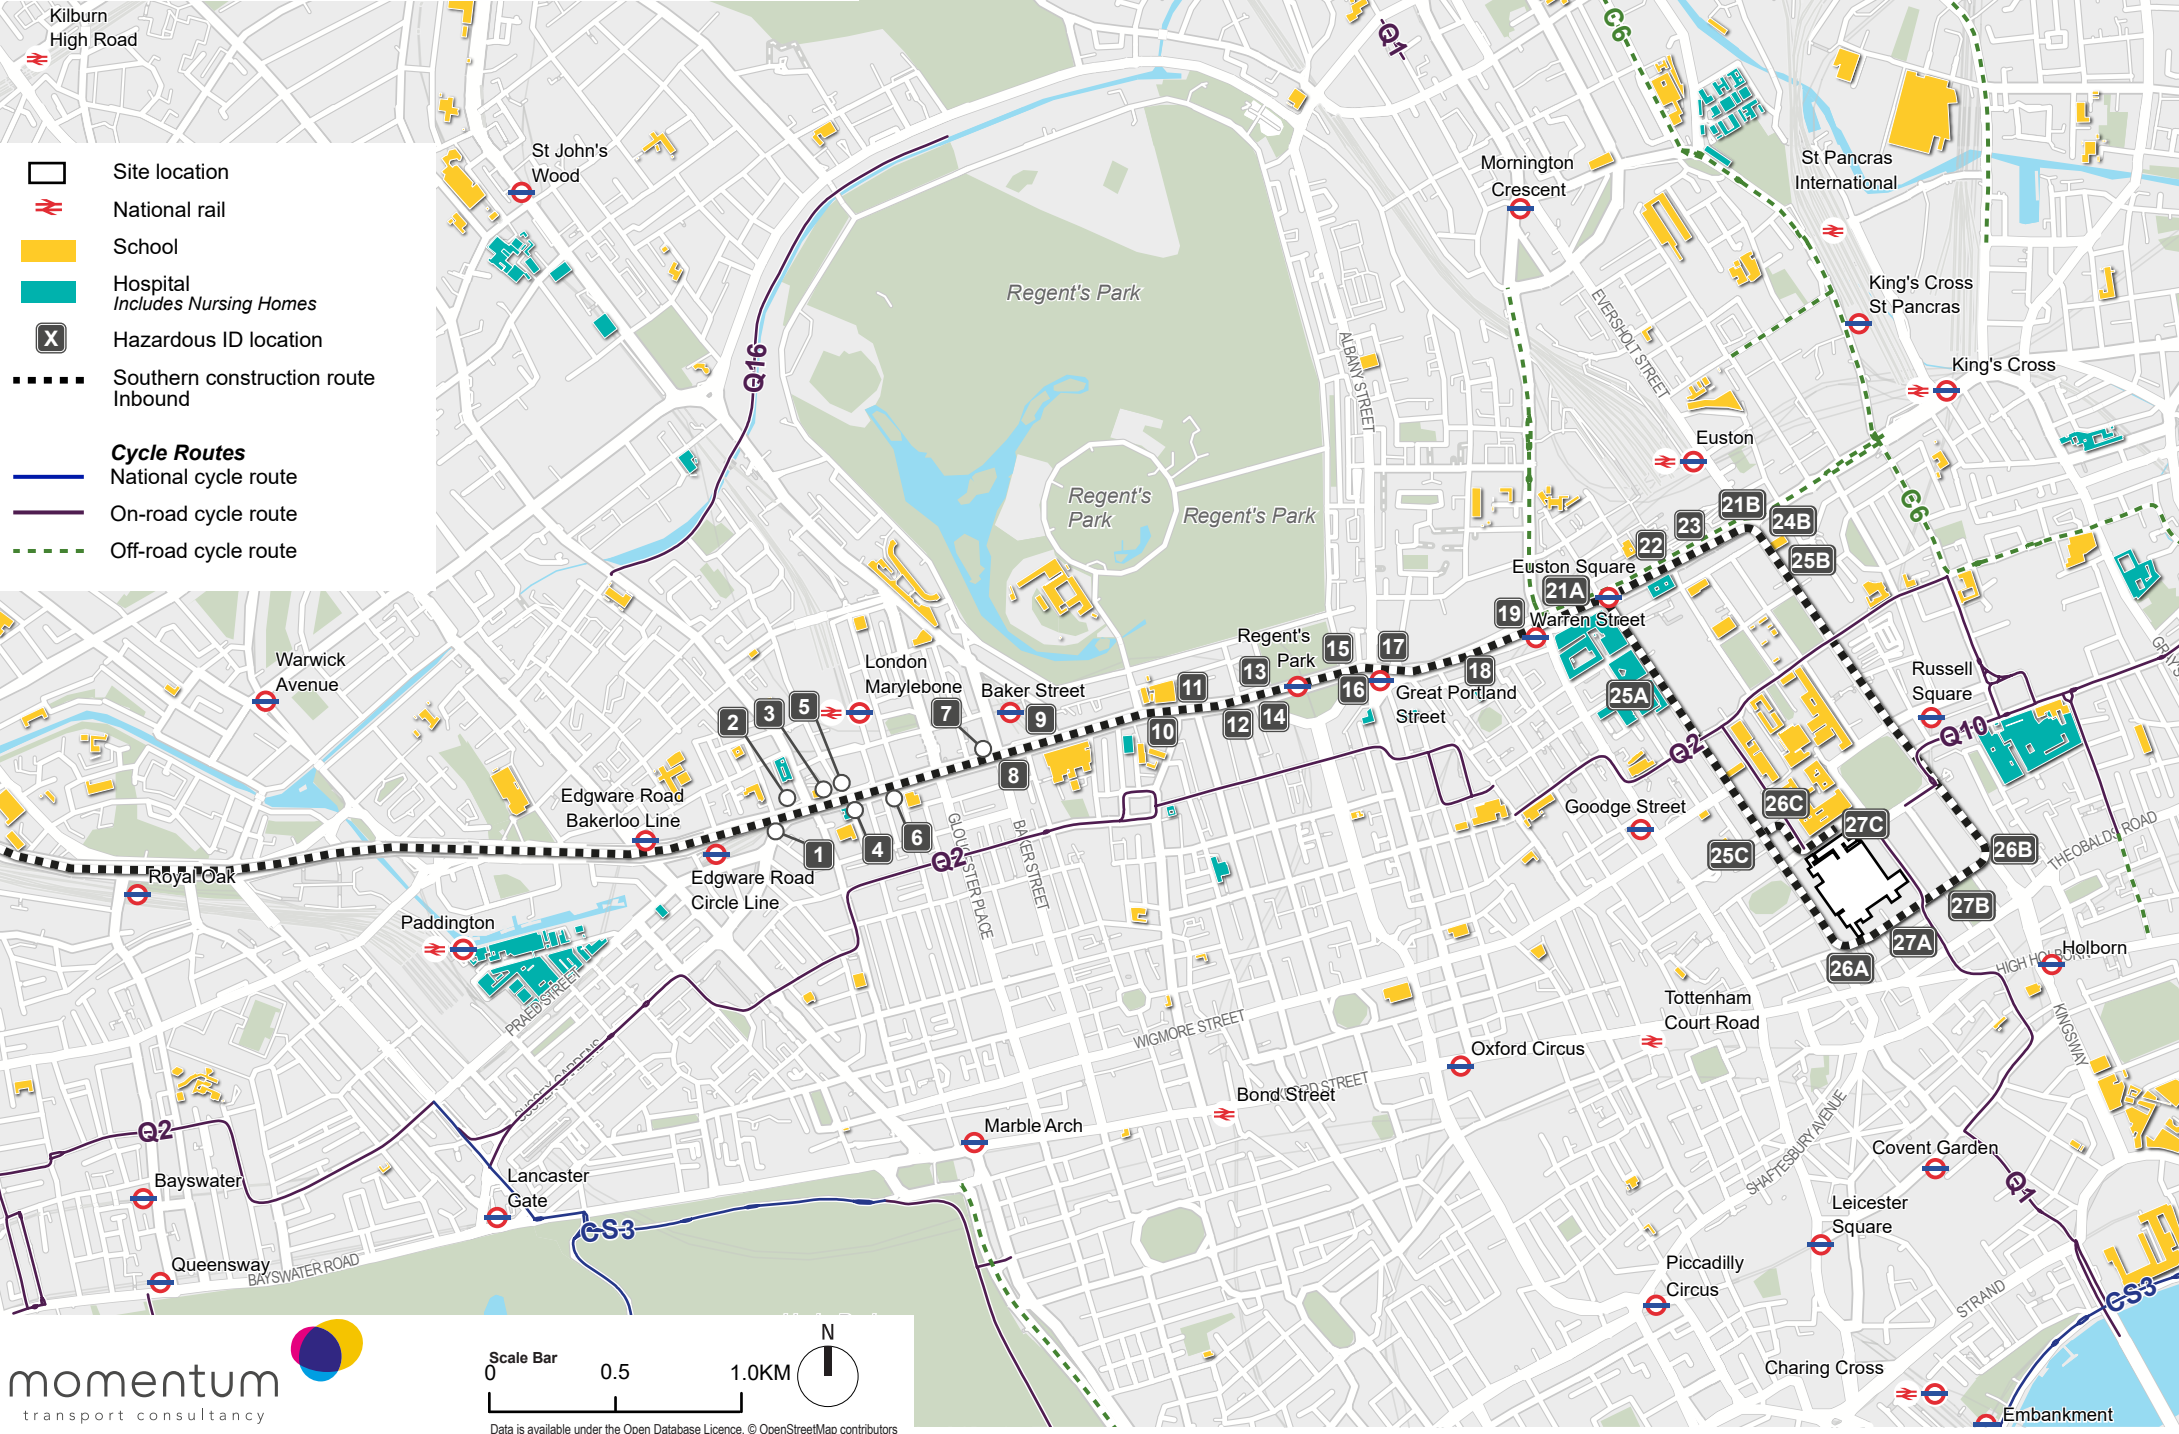 Kilburn
High Road
Q1
C6
St John's
Wood
Mornington
Crescent
St Pancras
International
Site location
National rail
School
Hospital
Includes Nursing Homes
X
Hazardous ID location
Southern construction route
Inbound
Cycle Routes
National cycle route
On-road cycle route
Off-road cycle route
Regent's Park
King's Cross
St Pancras
EVERSHOLT STREET
ALBANY STREET
Q16
King's Cross
Euston
Regent's
Park
Regent's Park
C6
21B
24B
23
22
25B
Euston Square
21A
19
Warren Street
Regent's
Park
15
17
13
18
16
Great Portland
Street
Warwick
Avenue
London
Marylebone
Baker Street
11
25A
Russell
Square
2
3
5
7
9
10
12
14
Q10
Q2
8
Edgware Road
Bakerloo Line
Goodge Street
26C
27C
1
4
6
Q2
GLOUCESTER PLACE
BAKER STREET
25C
26B
THEOBALDS ROAD
Royal Oak
Edgware Road
Circle Line
27B
Paddington
27A
26A
Holborn
PRAED STREET
Tottenham
Court Road
KINGSWAY
WIGMORE STREET
Oxford Circus
SUSSEX GARDENS
Bond Street
Marble Arch
Q2
SHAFTESBURY AVENUE
Covent Garden
Bayswater
Lancaster
Gate
Q1
Leicester
Square
CS3
Queensway
BAYSWATER ROAD
Piccadilly
Circus
STRAND
CS3
momentum
transport consultancy
Scale Bar
0
0.5
1.0KM
N
Charing Cross
Embankment
Data is available under the Open Database Licence. © OpenStreetMap contributors